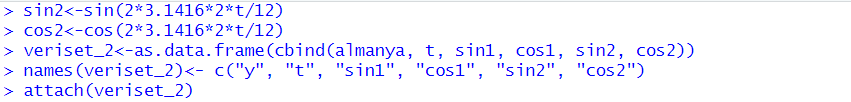 > sin2<-sin(2*3.1416*2*t/12)
> cos2<-cos(2*3.1416*2*t/12)
> veriset_2<-as.data.frame(cbind(almanya, t, sin1, cos1, sin2, cos2))
> names(veriset_2)<- c("y", "t", "sin1", "cos1", "sin2", "cos2")
> attach(veriset_2)